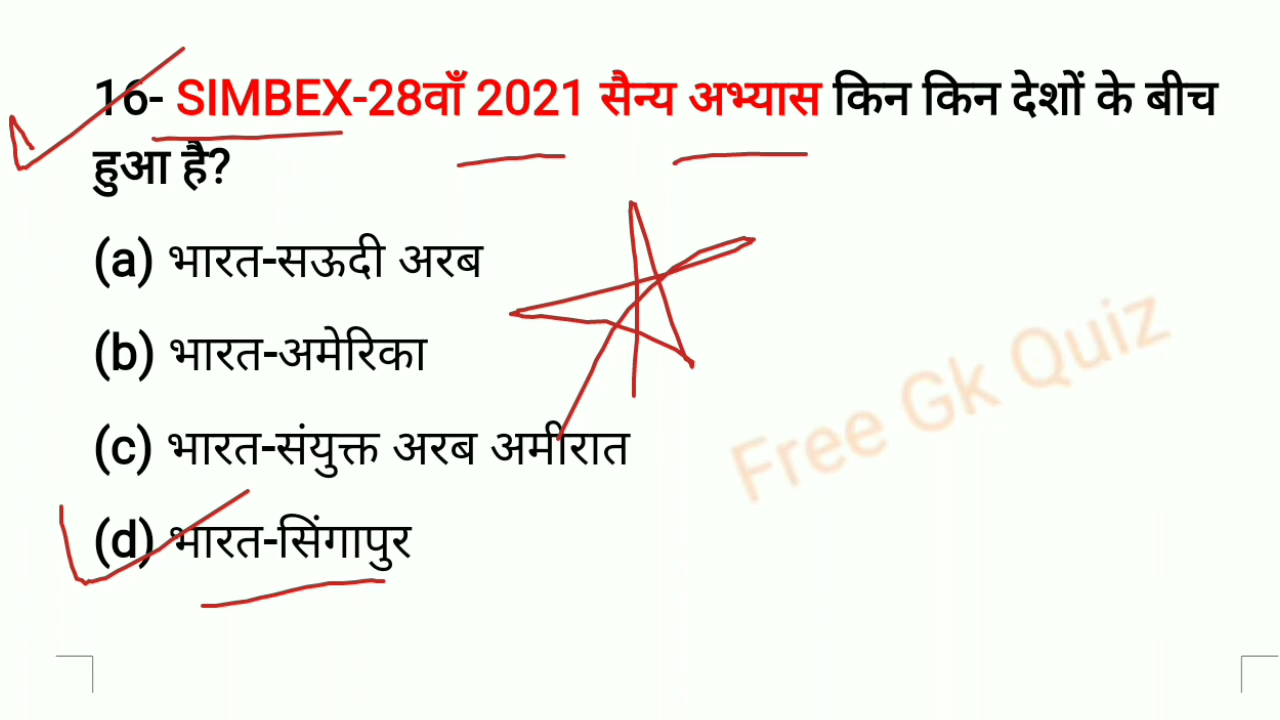 16- SIMBEX-28वाँ 2021 सैन्य अभ्यास किन किन देशों के बीच
हुआ है?
(a) भारत-सऊदी अरब
(b) भारत-अमेरिका
(c) भारत-संयुक्त अरब अमीरात
(d) भारत-सिंगापुर
Free Gk Quiz